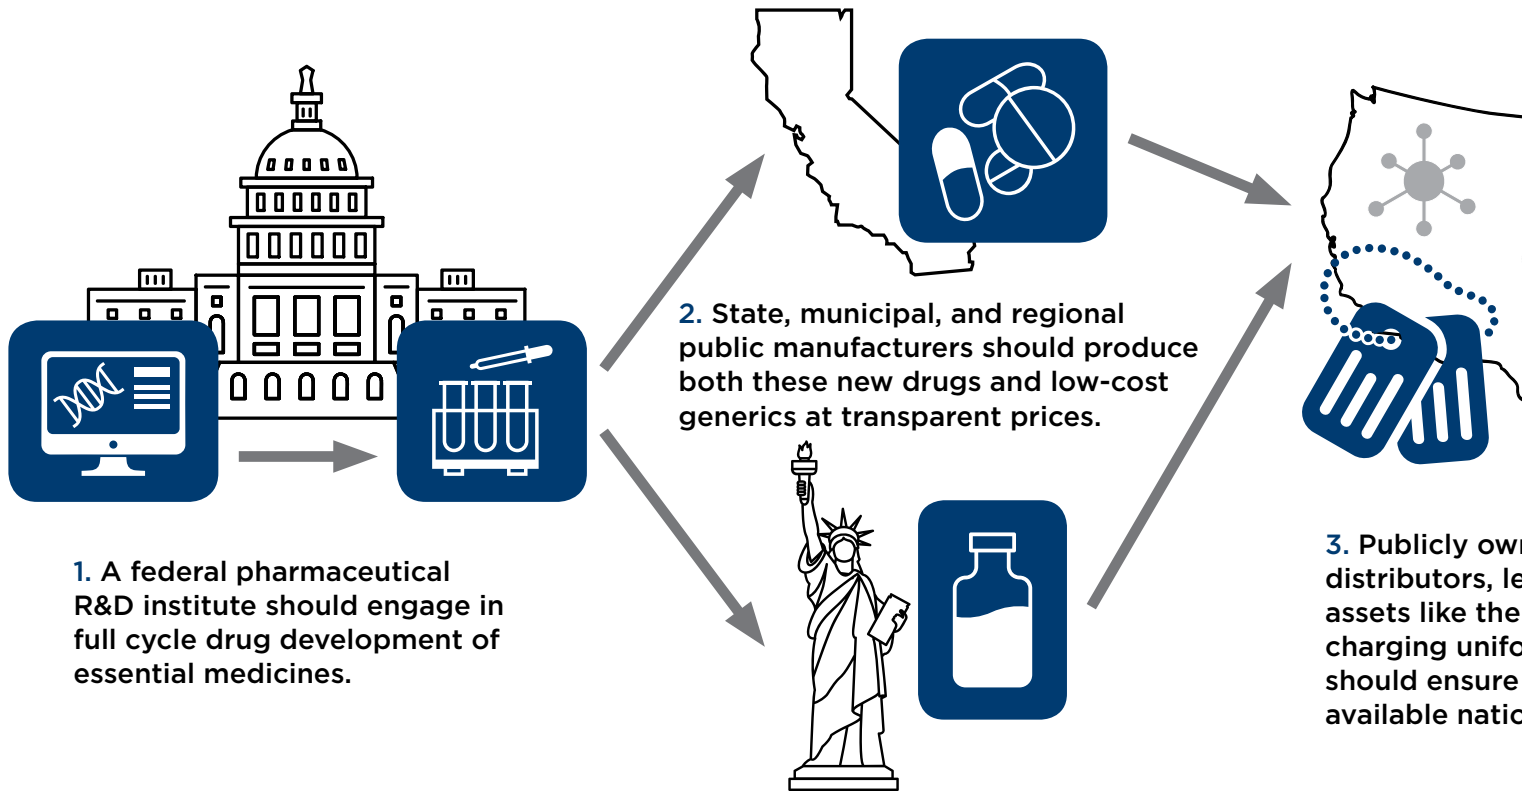 2. State, municipal, and regional
public manufacturers should produce
both these new drugs and low-cost
generics at transparent prices.
1. A federal pharmaceutical
R&D institute should engage in
full cycle drug development of
essential medicines.
3. Publicly
distributors,
assets like the
charging
should ensure
available